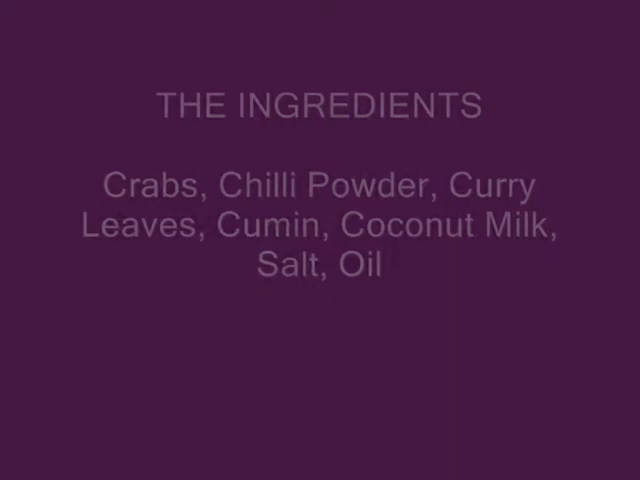 THE INGREDIENTS
Crabs, Chilli Powder, Curry
Leaves, Cumin, Coconut Milk,
Salt, Oil